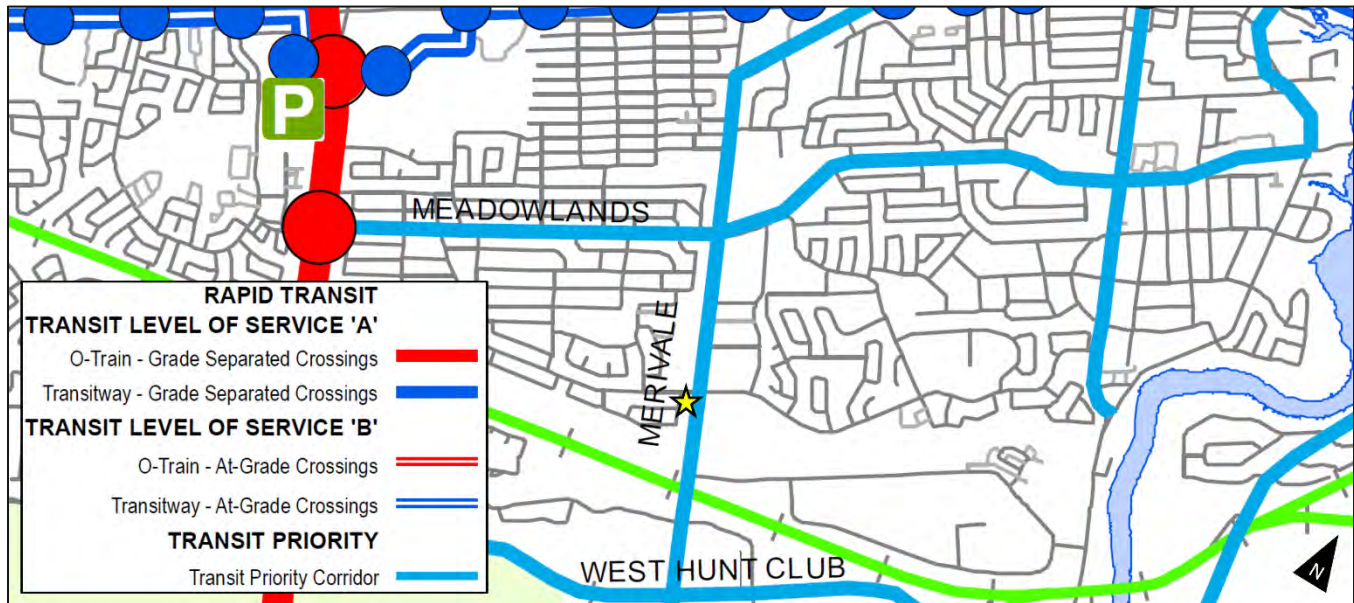 P
MEADOWLANDS
MERIVALE
WEST HUNT CLUB
N
RAPID TRANSIT
TRANSIT LEVEL OF SERVICE 'A'
O-Train - Grade Separated Crossings
Transitway - Grade Separated Crossings
TRANSIT LEVEL OF SERVICE 'B'
O-Train - At-Grade Crossings
Transitway - At-Grade Crossings
TRANSIT PRIORITY
Transit Priority Corridor